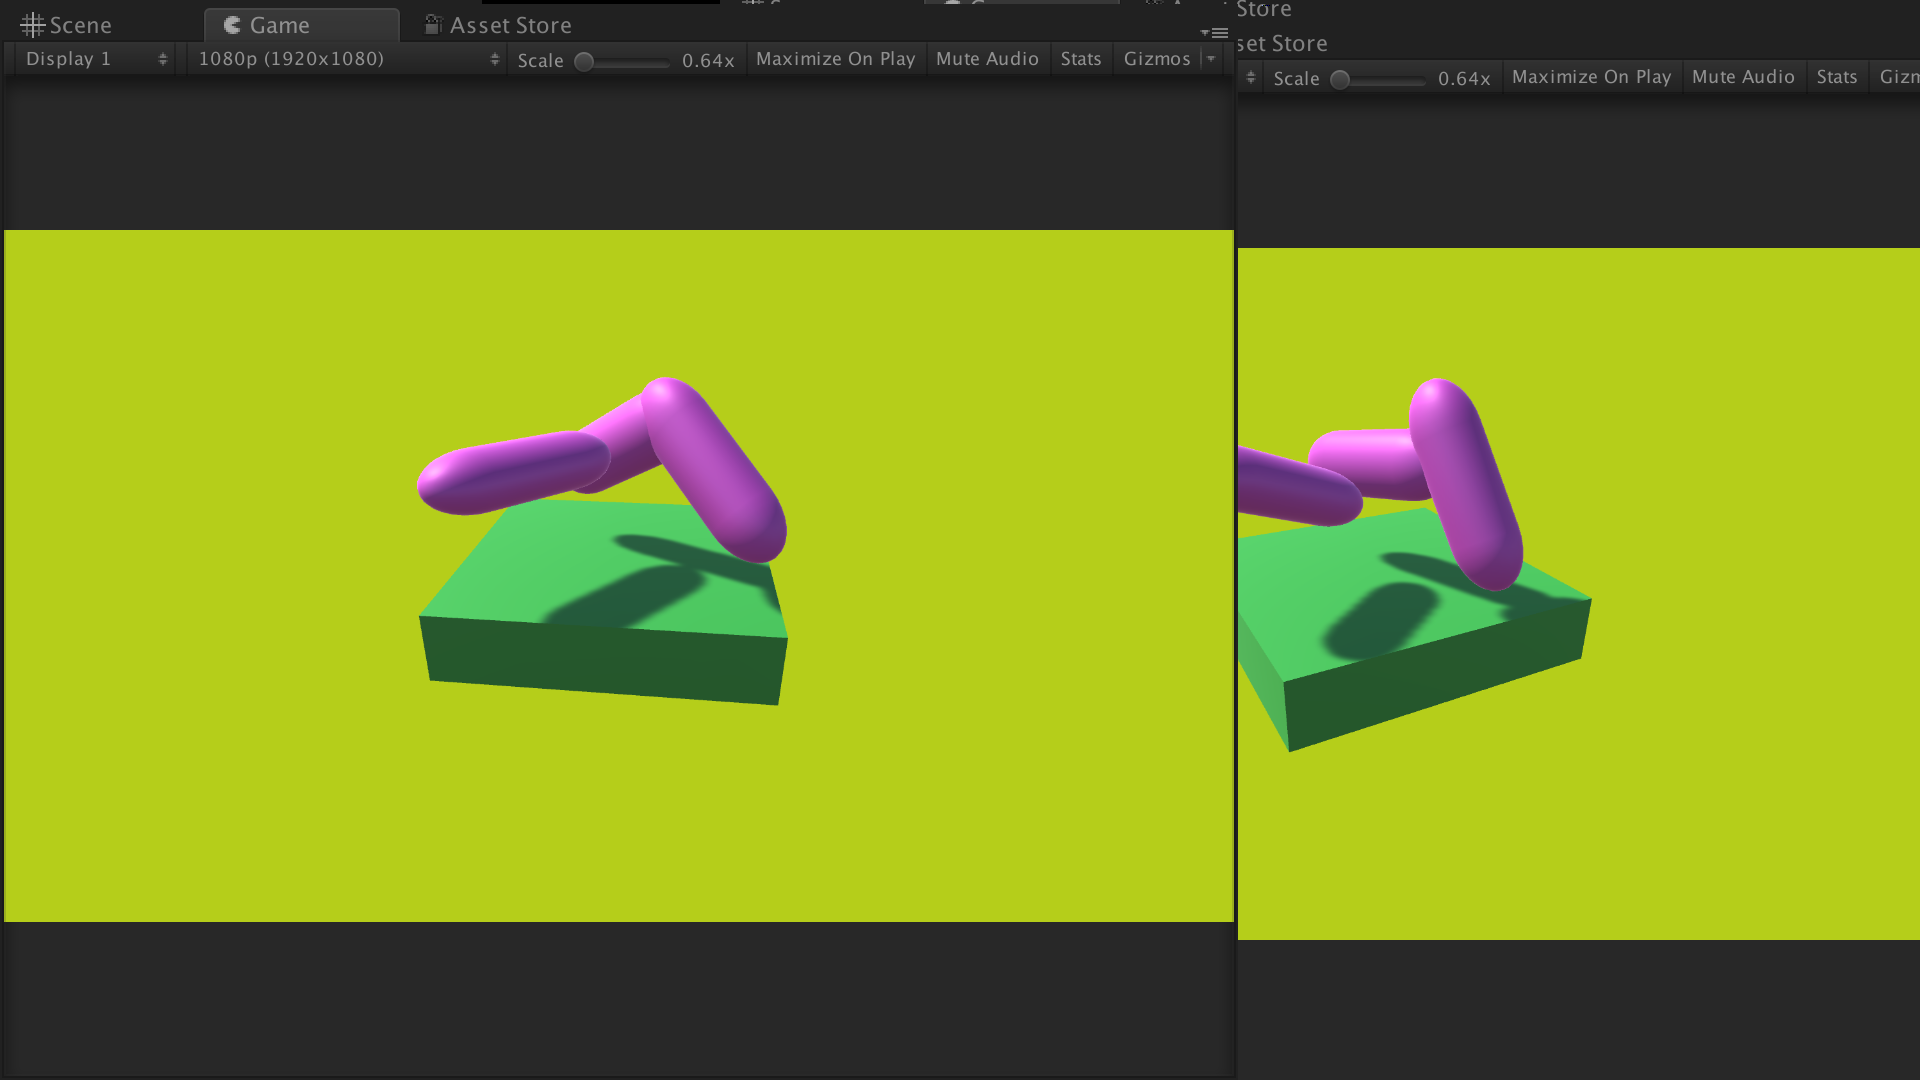 Store
Scene Game Asset Store
set Store
Display 1 1080p (1920x1080) Scale 0.64x Maximize On Play Mute Audio Stats Gizmos
Scale 0.64x Maximize On Play Mute Audio Stats Gizm